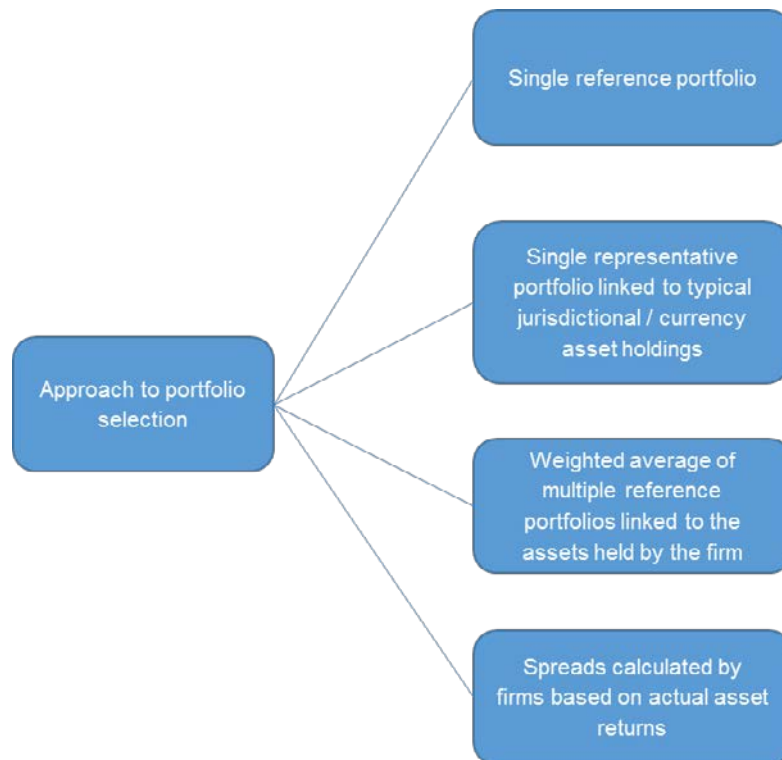 Single reference portfolio
Single representative
portfolio linked to typical
jurisdictional / currency
asset holdings
Approach to portfolio
selection
Weighted average of
multiple reference
portfolios linked to the
assets held by the firm
Spreads calculated by
firms based on actual asset
returns